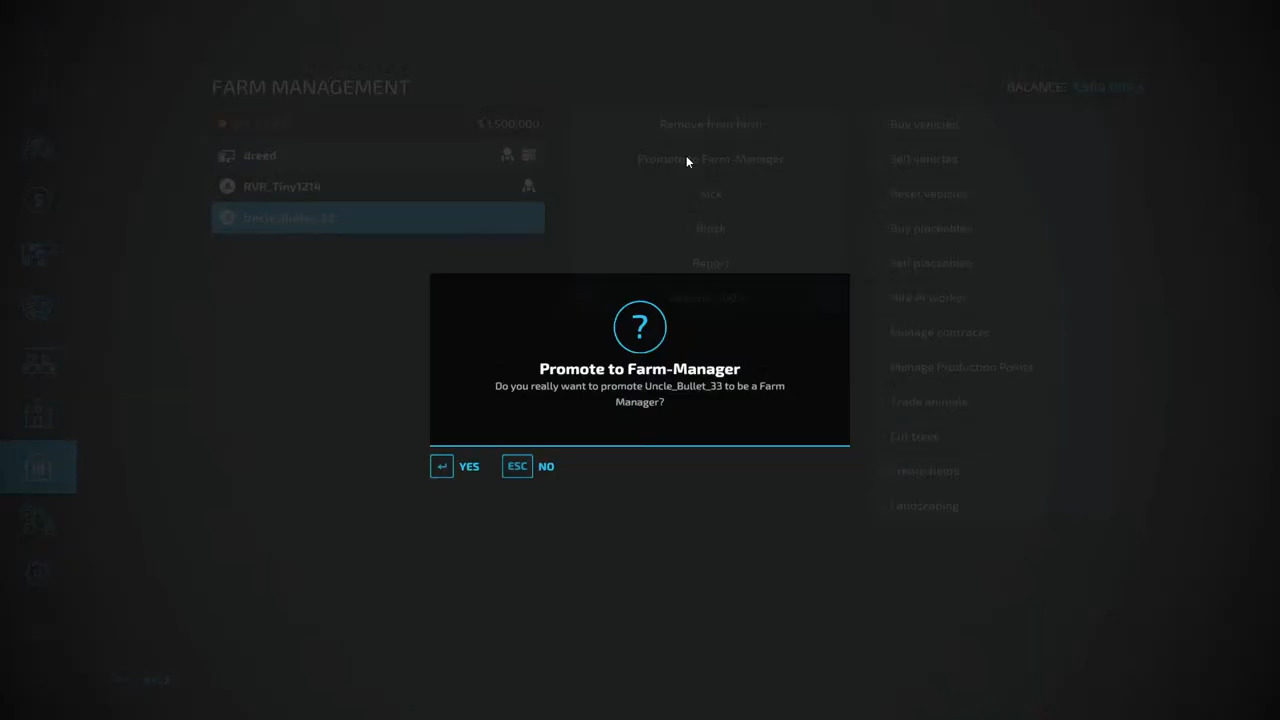 FARM MANAGEMENT
BALANCE:
$ 1,500,000
4reed
RVR_Tiny1214
Uncle_Bullet_33
Remove from farm
Promote to Farm-Manager
Kick
Block
Report
Buy vehicles
Sell vehicles
Reset vehicles
Buy placeables
Sell placeables
Hire AI worker
Manage contracts
Manage Production Points
Trade animals
Cut trees
Create fields
Landscaping
?
Promote to Farm-Manager
Do you really want to promote Uncle_Bullet_33 to be a Farm
Manager?
YES
ESC NO
BACK